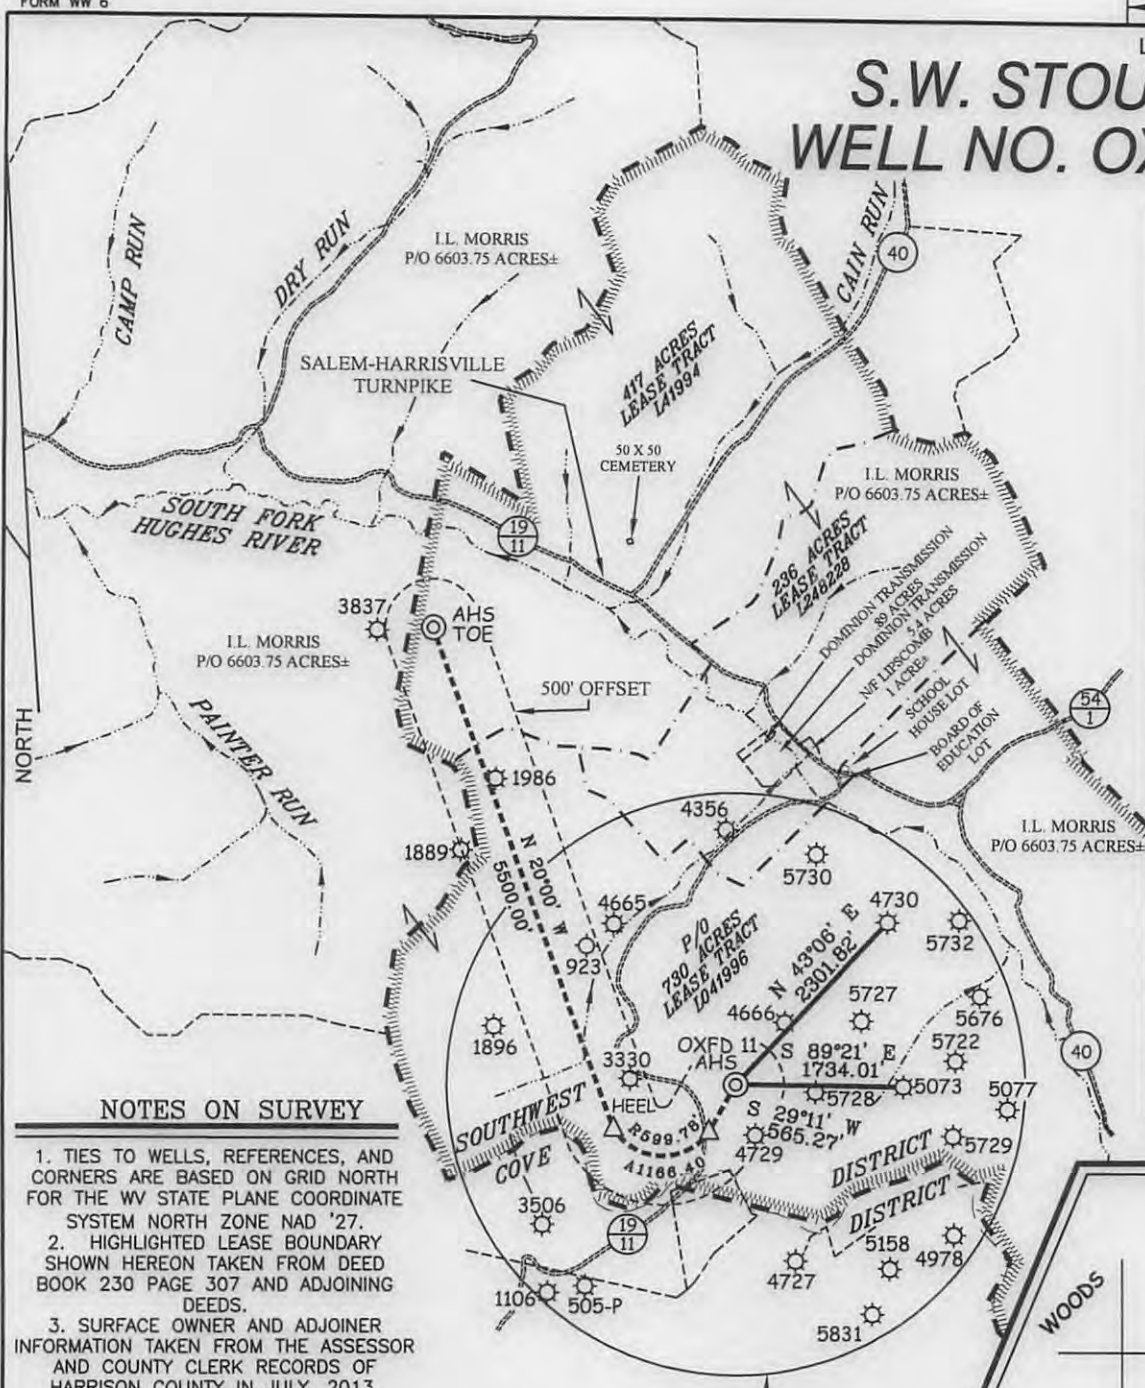 FORM WW 6
S.W. STOU
WELL NO. OX
CAMP RUN
DRY RUN
I.L. MORRIS
P/O 6603.75 ACRES±
CAIN RUN
40
SALEM-HARRISVILLE
TURNPIKE
417 ACRES
LEASE TRACT
LA1994
50 X 50
CEMETERY
I.L. MORRIS
P/O 6603.75 ACRES±
SOUTH FORK
HUGHES RIVER
19
11
236 ACRES
LEASE TRACT
L248228
DOMINION TRANSMISSION
.89 ACRES
DOMINION TRANSMISSION
5.4 ACRES
N/F LIPSCOMB
1 ACRE±
SCHOOL
HOUSE LOT
BOARD OF
EDUCATION
LOT
3837
AHS
TOE
I.L. MORRIS
P/O 6603.75 ACRES±
500' OFFSET
54
1
NORTH
PAINTER RUN
1986
4356
I.L. MORRIS
P/O 6603.75 ACRES±
1889
N 20°00' W
5500.00'
5730
4665
4730
5732
923
P/O
730 ACRES
LEASE TRACT
L041996
N 43°06' E
2301.82'
5727
5676
4666
1896
OXFD 11
AHS
S 89°21' E
1734.01'
5722
40
3330
5073
5077
5728
HEEL
S 29°11' W
565.27'
R599.78'
A1166.40
4729
5729
SOUTHWEST
COVE
DISTRICT
DISTRICT
3506
19
11
5158
4978
4727
1106
505-P
5831
WOODS
NOTES ON SURVEY
1. TIES TO WELLS, REFERENCES, AND
CORNERS ARE BASED ON GRID NORTH
FOR THE WV STATE PLANE COORDINATE
SYSTEM NORTH ZONE NAD '27.
2. HIGHLIGHTED LEASE BOUNDARY
SHOWN HEREON TAKEN FROM DEED
BOOK 230 PAGE 307 AND ADJOINING
DEEDS.
3. SURFACE OWNER AND ADJOINER
INFORMATION TAKEN FROM THE ASSESSOR
AND COUNTY CLERK RECORDS OF
HARRISON COUNTY IN JULY, 2013